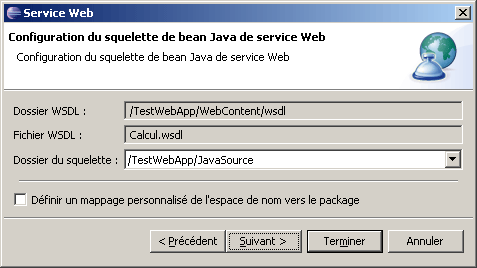 Service Web
Configuration du squelette de bean Java de service Web
Configuration du squelette de bean Java de service Web
Dossier WSDL : /TestWebApp/WebContent/wsdl
Fichier WSDL : Calcul.wsdl
Dossier du squelette : /TestWebApp/JavaSource
Définir un mappage personnalisé de l'espace de nom vers le package
< Précédent Suivant > Terminer Annuler